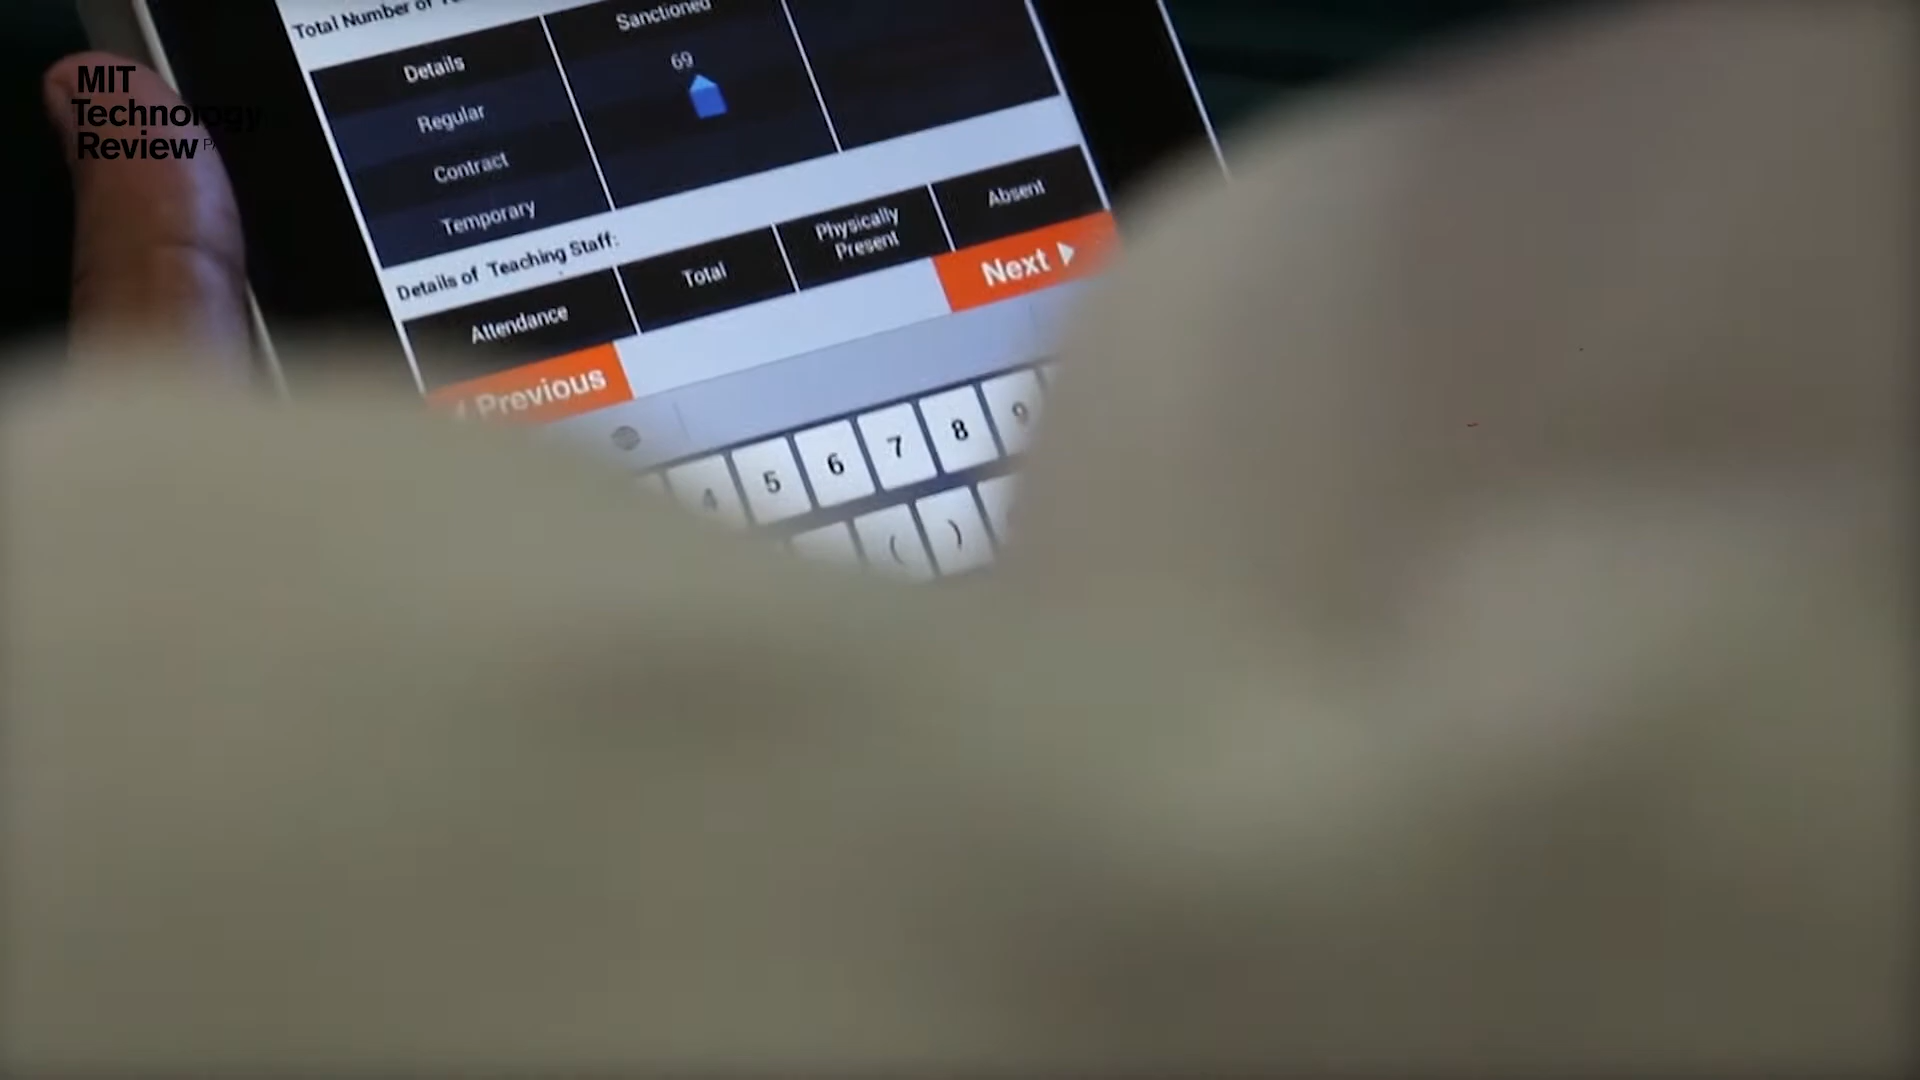 MIT
Technology
Review
Total Number of
Details
Sanctioned
Regular
69
Contract
Temporary
Details of Teaching Staff:
Attendance
Total
Physically
Present
Absent
Previous
Next
4 5 6 7 8 9
( )